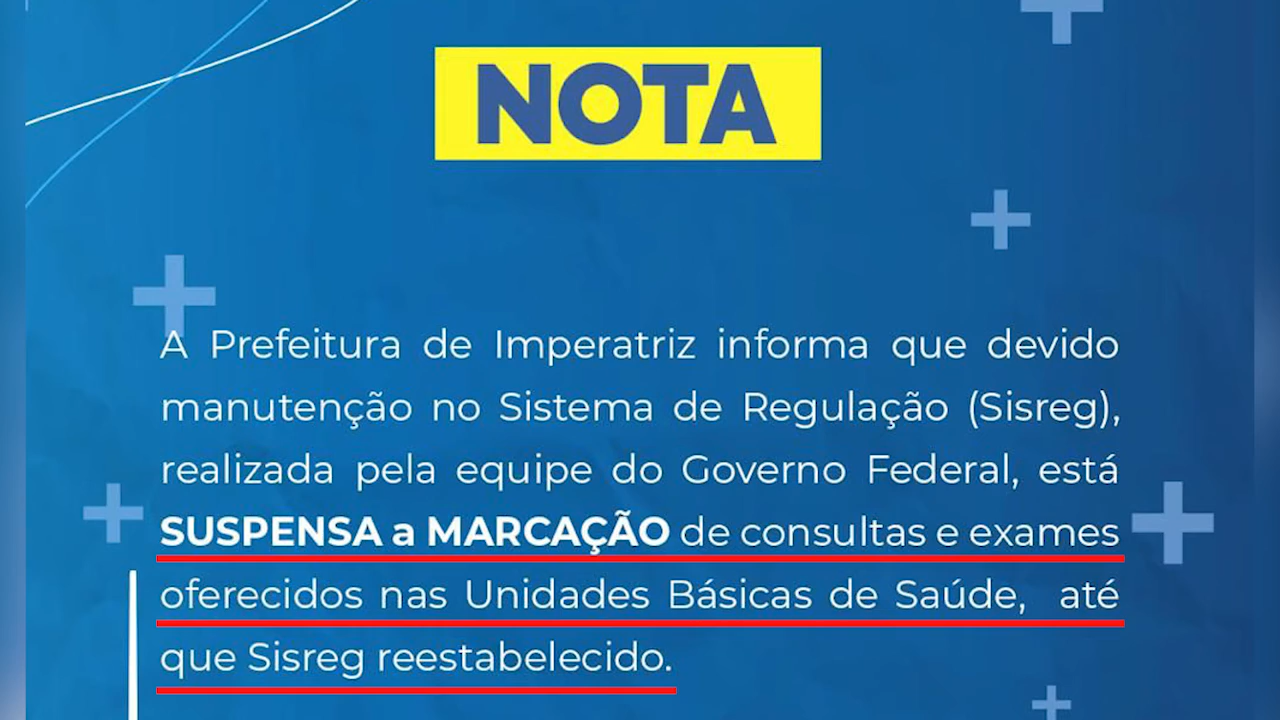 NOTA
A Prefeitura de Imperatriz informa que devido
manutenção no Sistema de Regulação (Sisreg),
realizada pela equipe do Governo Federal, está
SUSPENSA a MARCAÇÃO de consultas e exames
oferecidos nas Unidades Básicas de Saúde, até
que Sisreg reestabelecido.